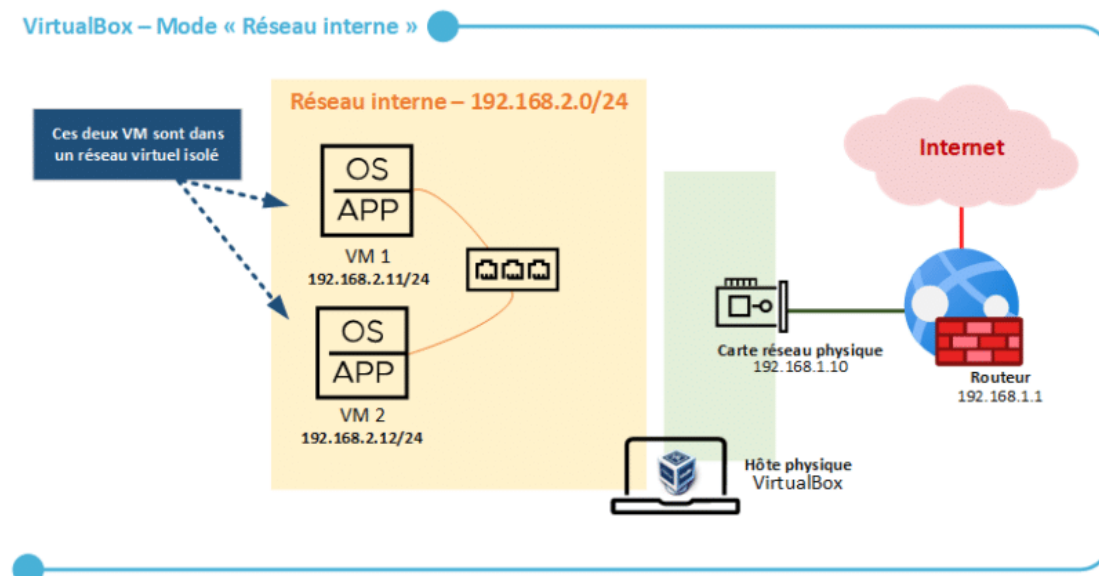 VirtualBox – Mode « Réseau interne »
Réseau interne – 192.168.2.0/24
Ces deux VM sont dans
un réseau virtuel isolé
OS
APP
VM 1
192.168.2.11/24
OS
APP
VM 2
192.168.2.12/24
Internet
Carte réseau physique
192.168.1.10
Routeur
192.168.1.1
Hôte physique
VirtualBox